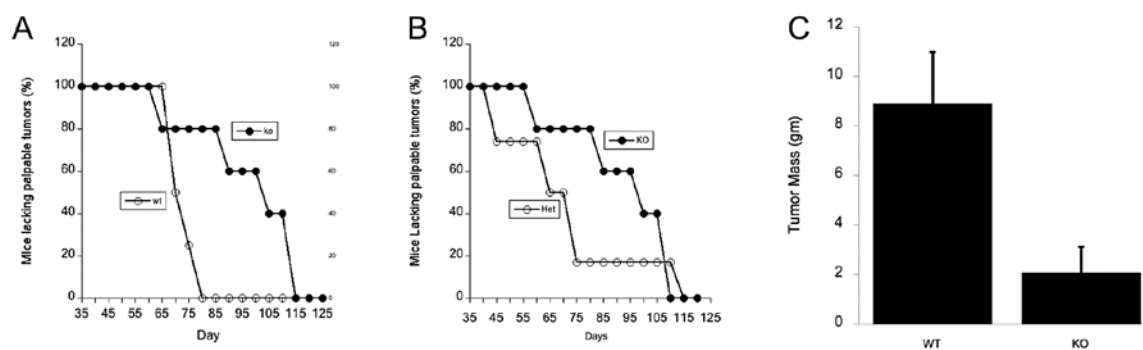 A
Mice lacking palpable tumors (%)
120
100
80
60
40
20
0
120
100
80
60
40
20
0
ko
wt
35 45 55 65 75 85 95 105 115 125
Day
B
Mice Lacking palpable tumors (%)
120
100
80
60
40
20
0
KO
Het
35 45 55 65 75 85 95 105 115 125
Days
C
Tumor Mass (gm)
12
10
8
6
4
2
0
WT KO